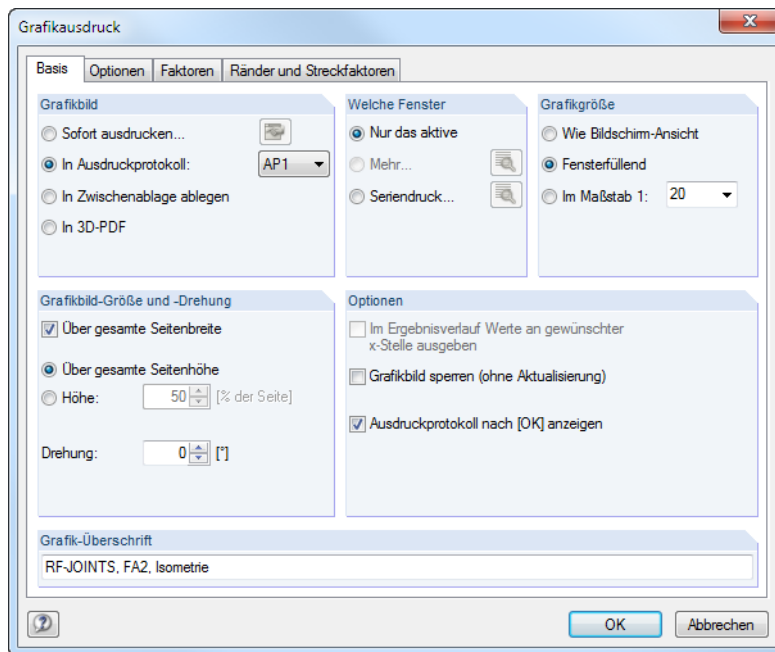 Grafikausdruck
Basis Optionen Faktoren Ränder und Streckfaktoren
Grafikbild
Sofort ausdrucken...
In Ausdruckprotokoll: AP1
In Zwischenablage ablegen
In 3D-PDF
Welche Fenster
Nur das aktive
Mehr...
Seriendruck...
Grafikgröße
Wie Bildschirm-Ansicht
Fensterfüllend
Im Maßstab 1: 20
Grafikbild-Größe und -Drehung
Über gesamte Seitenbreite
Über gesamte Seitenhöhe
Höhe: 50 [% der Seite]
Drehung: 0 [°]
Optionen
Im Ergebnisverlauf Werte an gewünschter
x-Stelle ausgeben
Grafikbild sperren (ohne Aktualisierung)
Ausdruckprotokoll nach [OK] anzeigen
Grafik-Überschrift
RF-JOINTS, FA2, Isometrie
OK Abbrechen